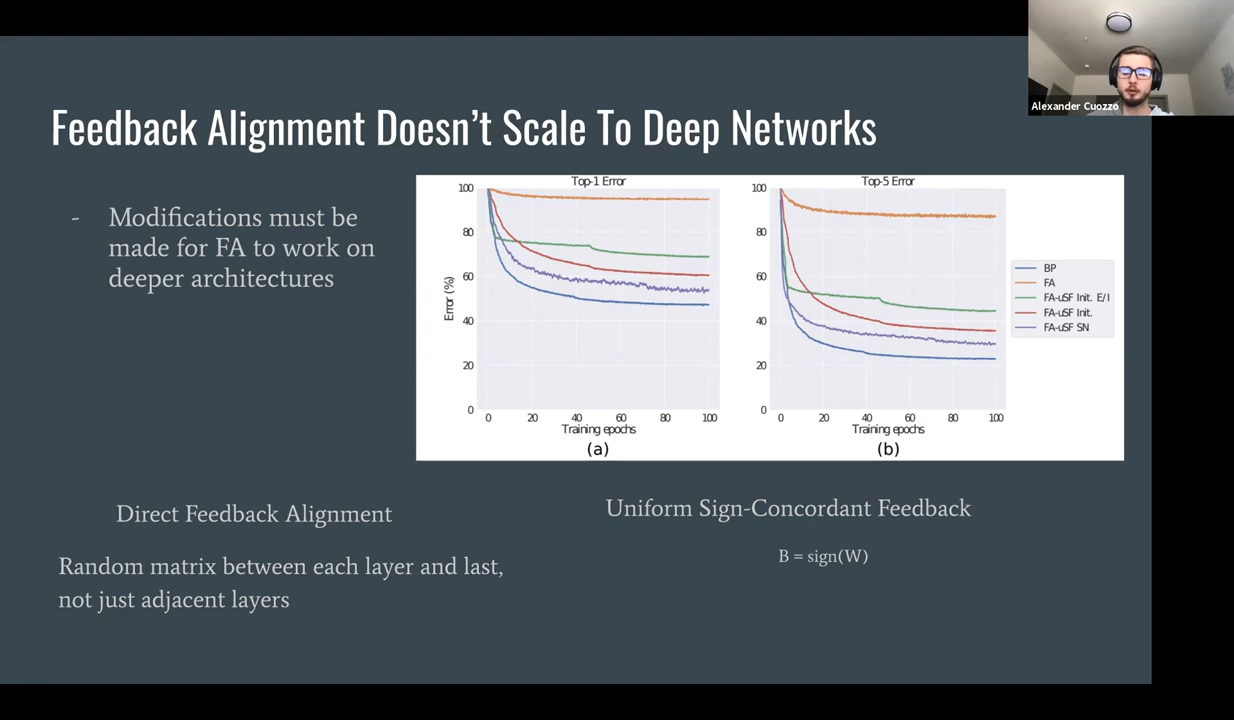 Alexander Cuozzo
Feedback Alignment Doesn't Scale To Deep Networks
- Modifications must be
made for FA to work on
deeper architectures
Top-1 Error
100
80
60
40
20
0
Error (%)
0 20 40 60 80 100
Training epochs
(a)
Top-5 Error
100
80
60
40
20
0
0 20 40 60 80 100
Training epochs
(b)
BP
FA
FA-uSF Init. E/I
FA-uSF Init.
FA-uSF SN
Direct Feedback Alignment
Random matrix between each layer and last,
not just adjacent layers
Uniform Sign-Concordant Feedback
B = sign(W)